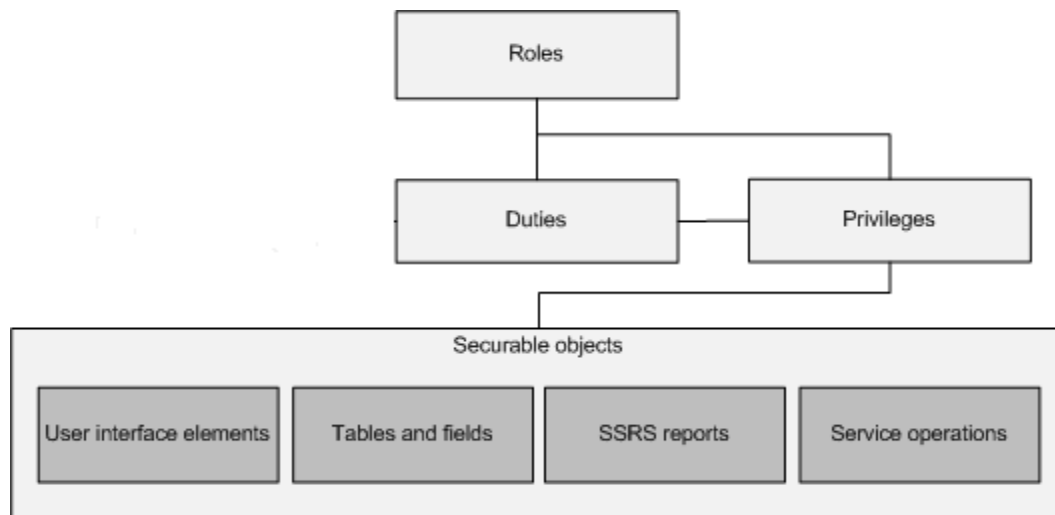 Roles
Duties
Privileges
Securable objects
User interface elements
Tables and fields
SSRS reports
Service operations